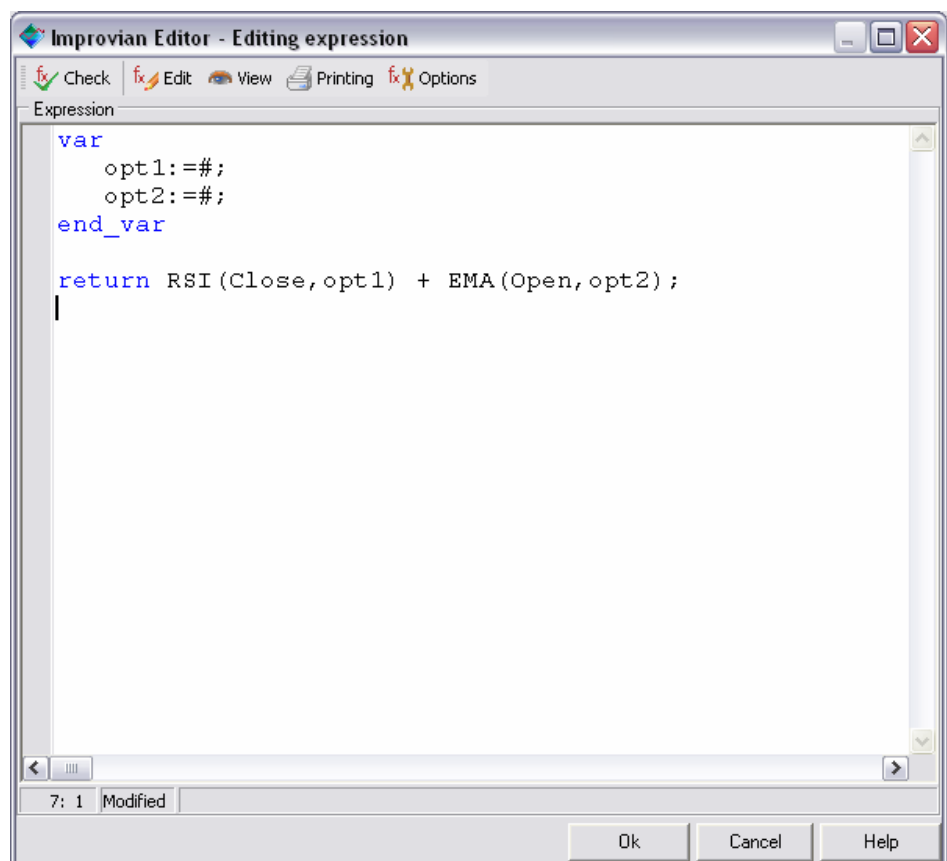 Improvian Editor - Editing expression
Check Edit View Printing Options
Expression
var
opt1:=#;
opt2:=#;
end_var
return RSI(Close,opt1) + EMA(Open,opt2);
7: 1 Modified
Ok Cancel Help